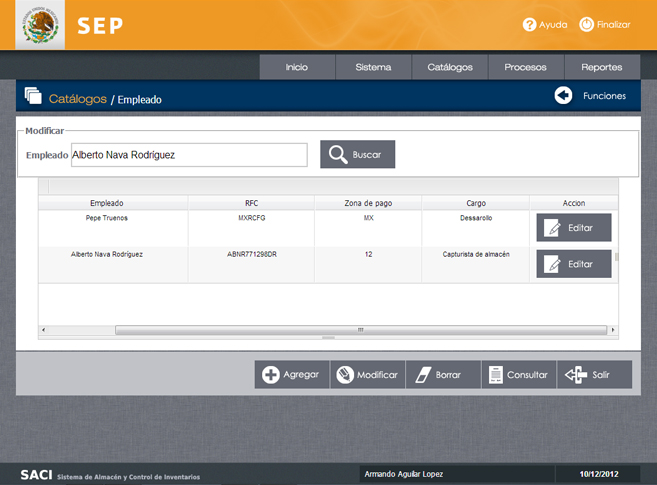 SEP
Ayuda Finalizar
Inicio Sistema Catálogos Procesos Reportes
Catálogos / Empleado Funciones
Modificar
Empleado Alberto Nava Rodríguez Buscar
Empleado RFC Zona de pago Cargo Accion
Pepe Truenos MXRCFG MX Dessarollo Editar
Alberto Nava Rodríguez ABNR771298DR 12 Capturista de almacén Editar
Agregar Modificar Borrar Consultar Salir
SACI Sistema de Almacén y Control de Inventarios Armando Aguilar Lopez 10/12/2012